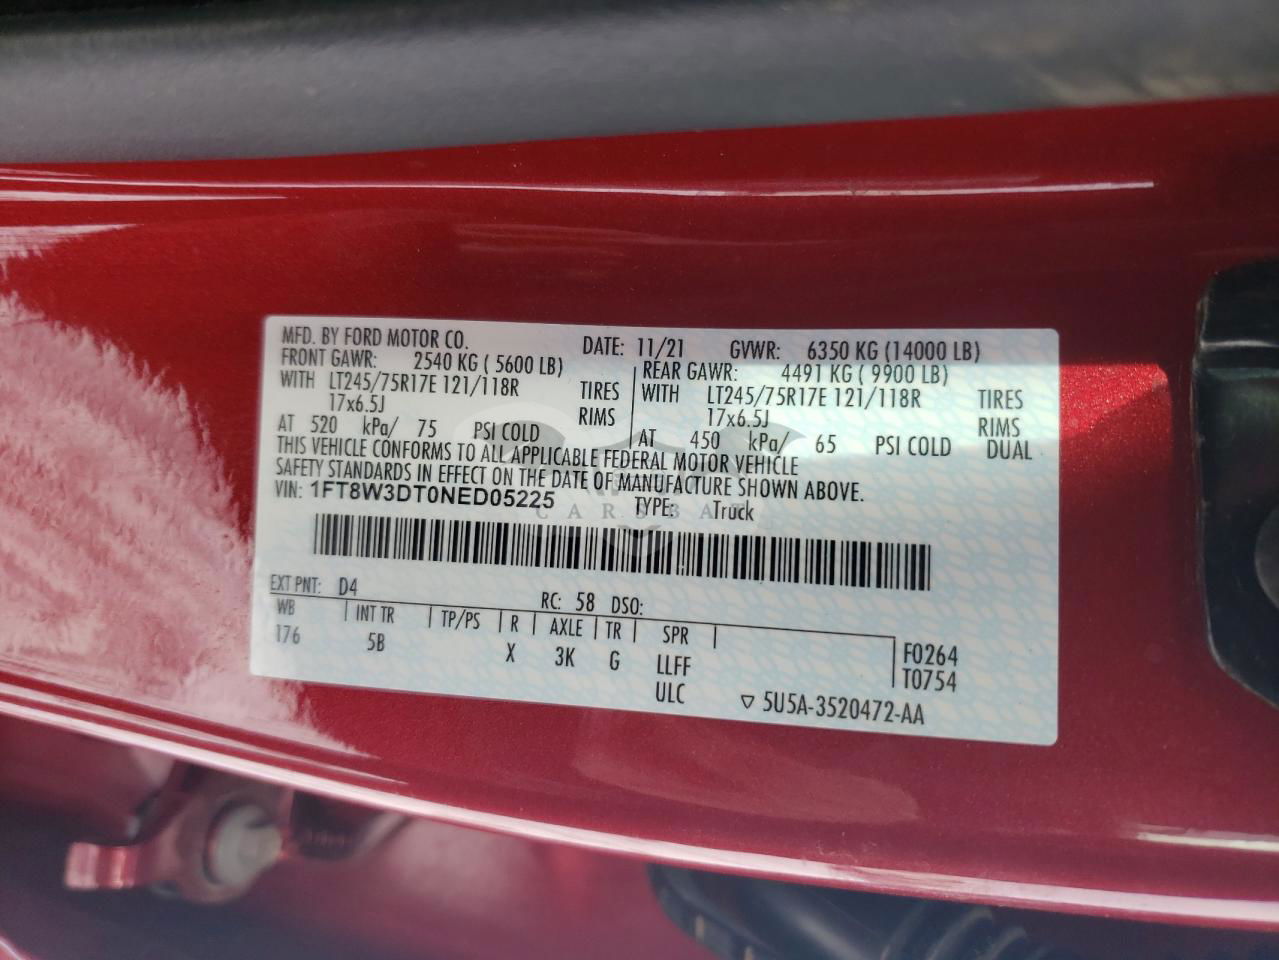 MFD. BY FORD MOTOR CO. DATE: 11/21 GVWR: 6350 KG (14000 LB)
FRONT GAWR: 2540 KG ( 5600 LB) REAR GAWR: 4491 KG ( 9900 LB)
WITH LT245/75R17E 121/118R TIRES WITH LT245/75R17E 121/118R TIRES
17x6.5J RIMS 17x6.5J RIMS
AT 520 kPa/ 75 PSI COLD AT 450 kPa/ 65 PSI COLD DUAL
THIS VEHICLE CONFORMS TO ALL APPLICABLE FEDERAL MOTOR VEHICLE
SAFETY STANDARDS IN EFFECT ON THE DATE OF MANUFACTURE SHOWN ABOVE.
VIN: 1FT8W3DT0NED05225 TYPE: Truck
EXT PNT: D4 RC: 58 DSO:
WB INT TR TP/PS R AXLE TR SPR
176 5B X 3K G LLFF F0264
ULC T0754
▽ 5U5A-3520472-AA